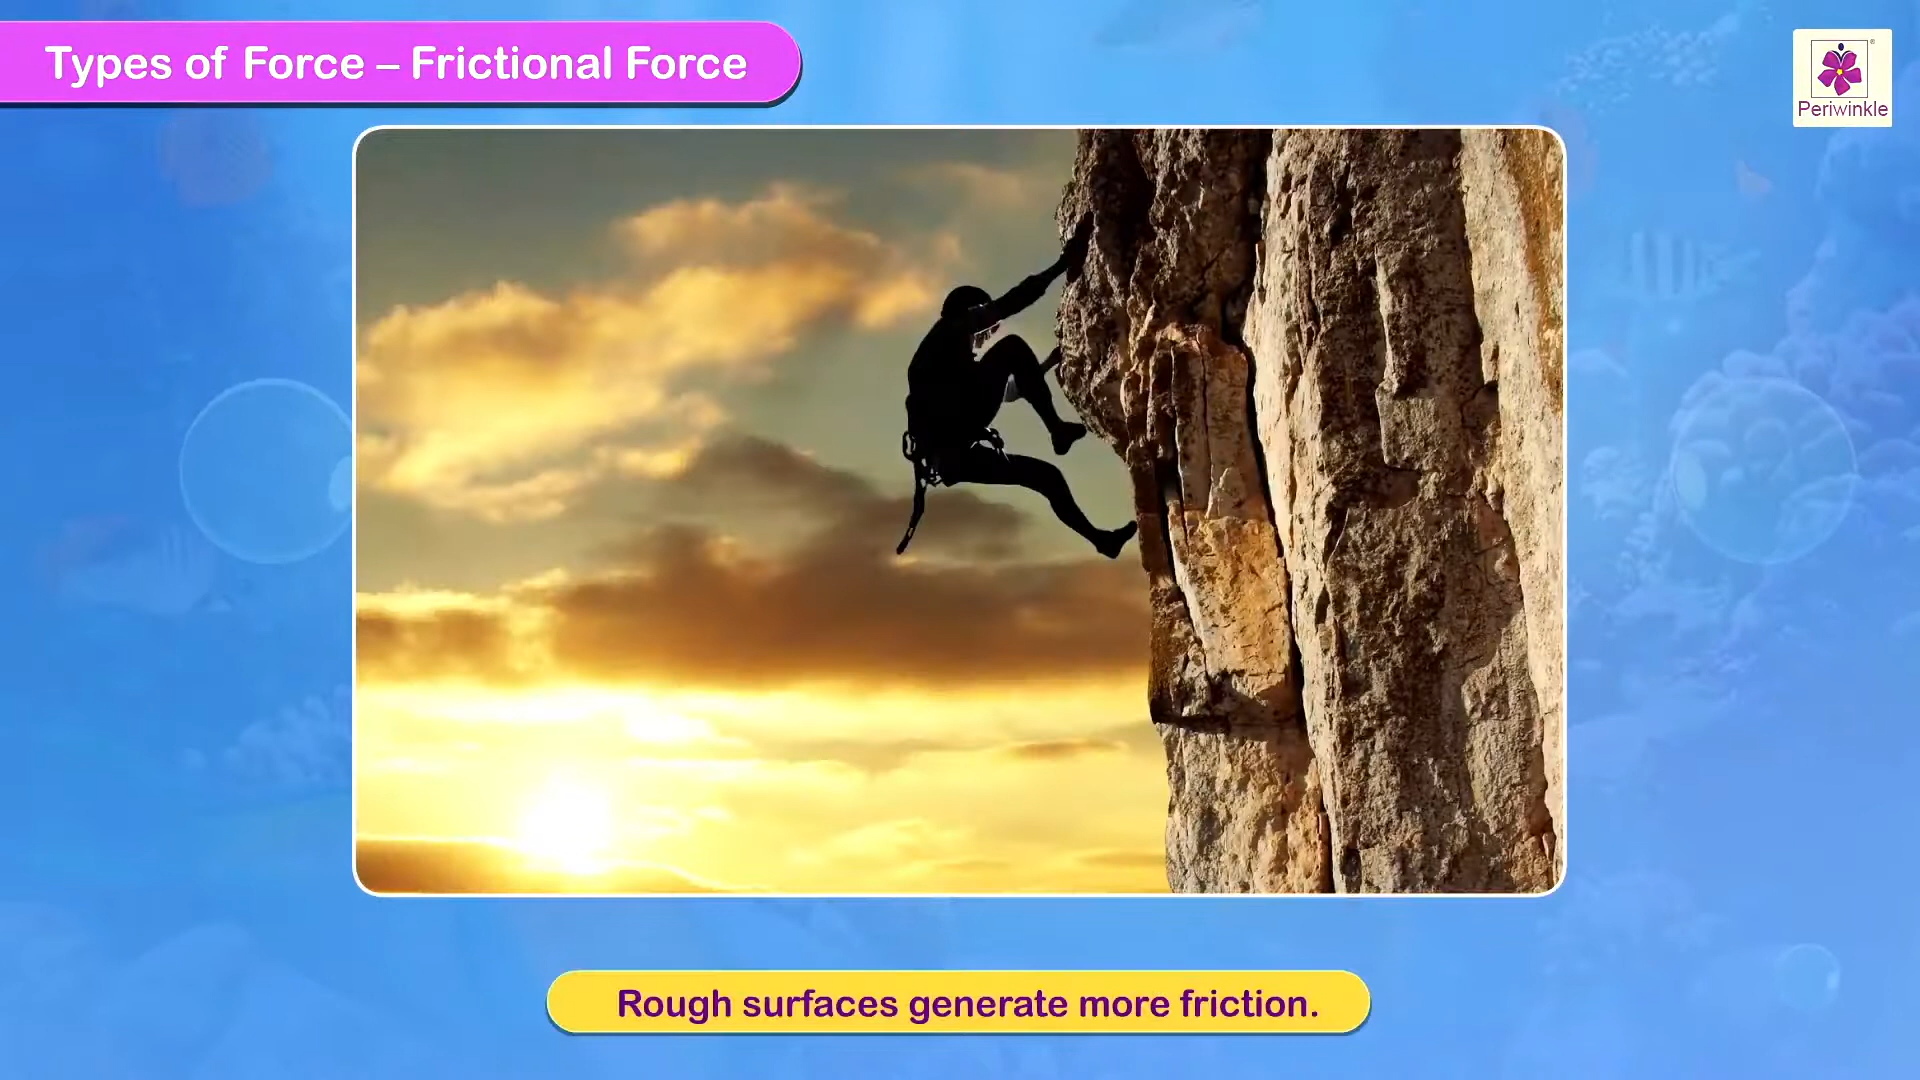 Types of Force – Frictional Force
Periwinkle
Rough surfaces generate more friction.